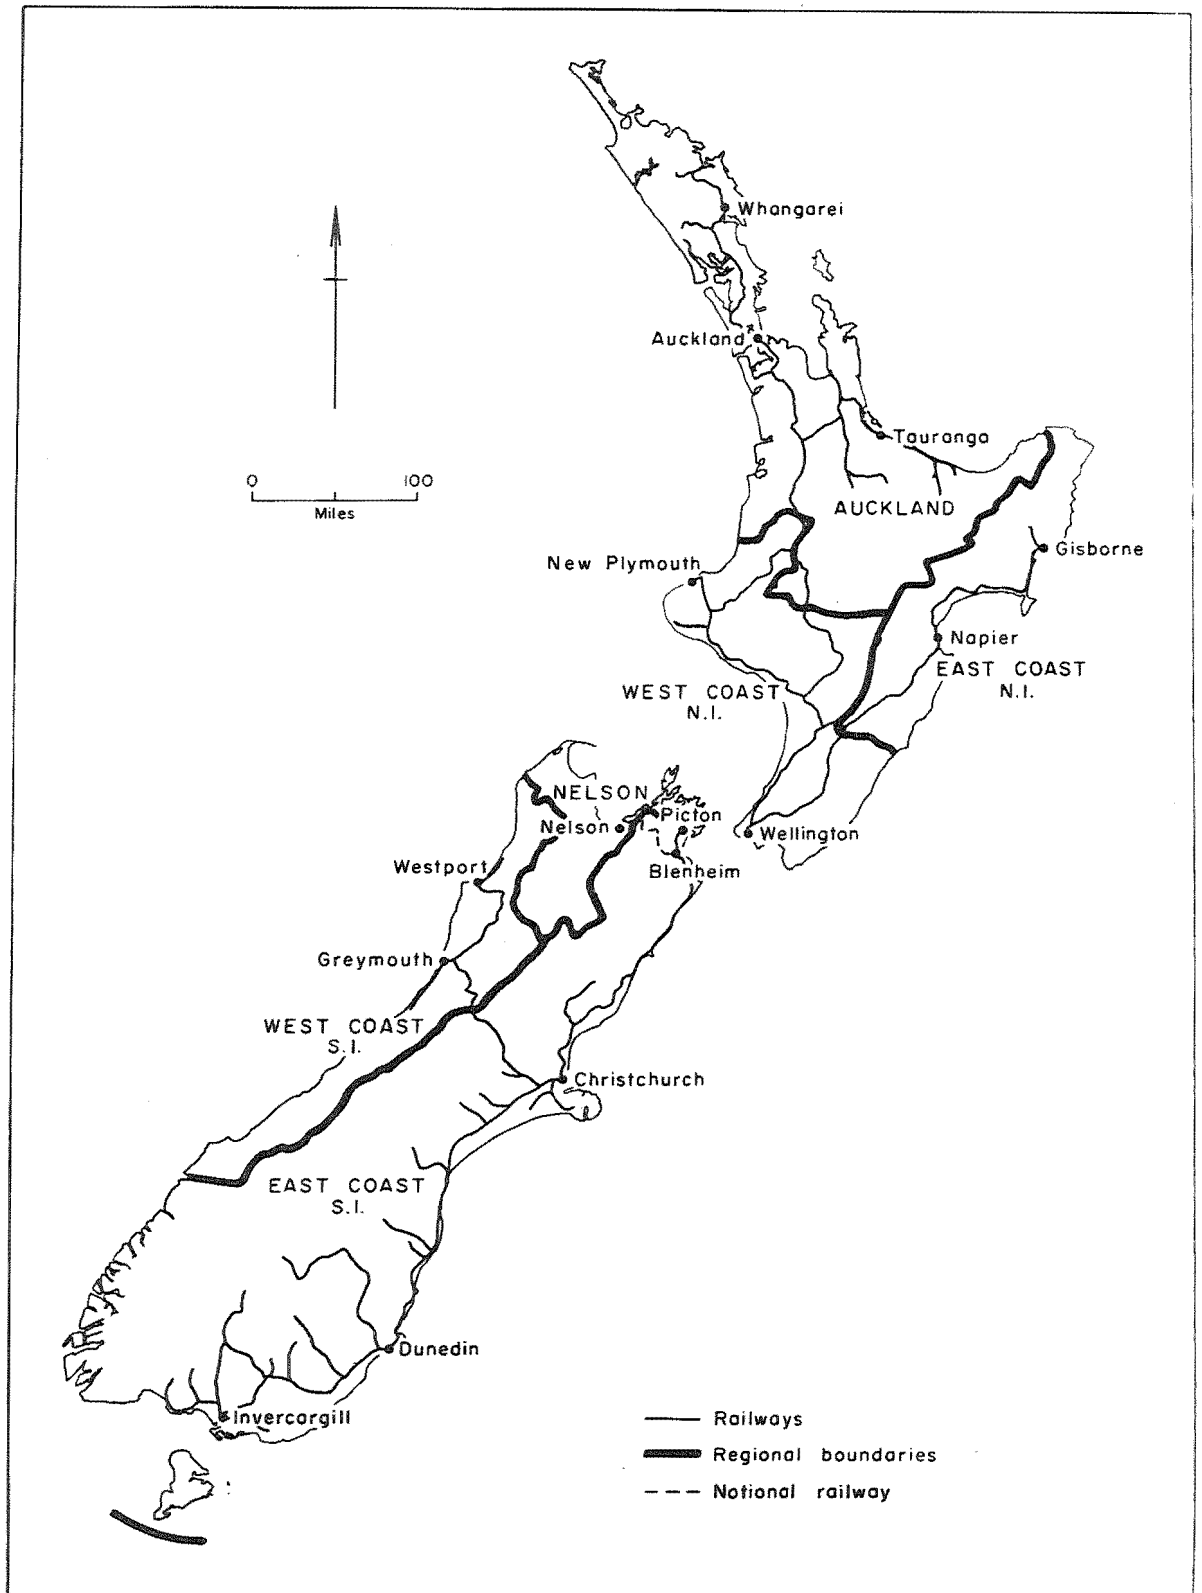 Whangarei
Auckland
Tauranga
0 100
Miles
AUCKLAND
Gisborne
New Plymouth
Napier
EAST COAST
N.I.
WEST COAST
N.I.
NELSON
Picton
Nelson
Wellington
Westport
Blenheim
Greymouth
WEST COAST
S.I.
Christchurch
EAST COAST
S.I.
Dunedin
Invercargill
Railways
Regional boundaries
Notional railway